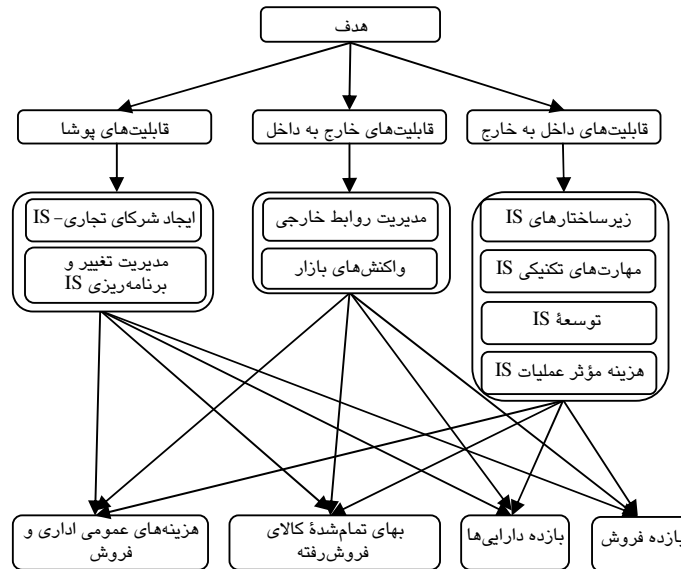 هدف
قابلیت‌های داخل به خارج
قابلیت‌های خارج به داخل
قابلیت‌های پوشا
زیرساختارهای IS
مهارت‌های تکنیکی IS
توسعهٔ IS
هزینه مؤثر عملیات IS
مدیریت روابط خارجی
واکنش‌های بازار
ایجاد شرکای تجاری– IS
مدیریت تغییر و
برنامه‌ریزی IS
بازده فروش
بازده دارایی‌ها
بهای تمام‌شدهٔ کالای
فروش‌رفته
هزینه‌های عمومی اداری و
فروش